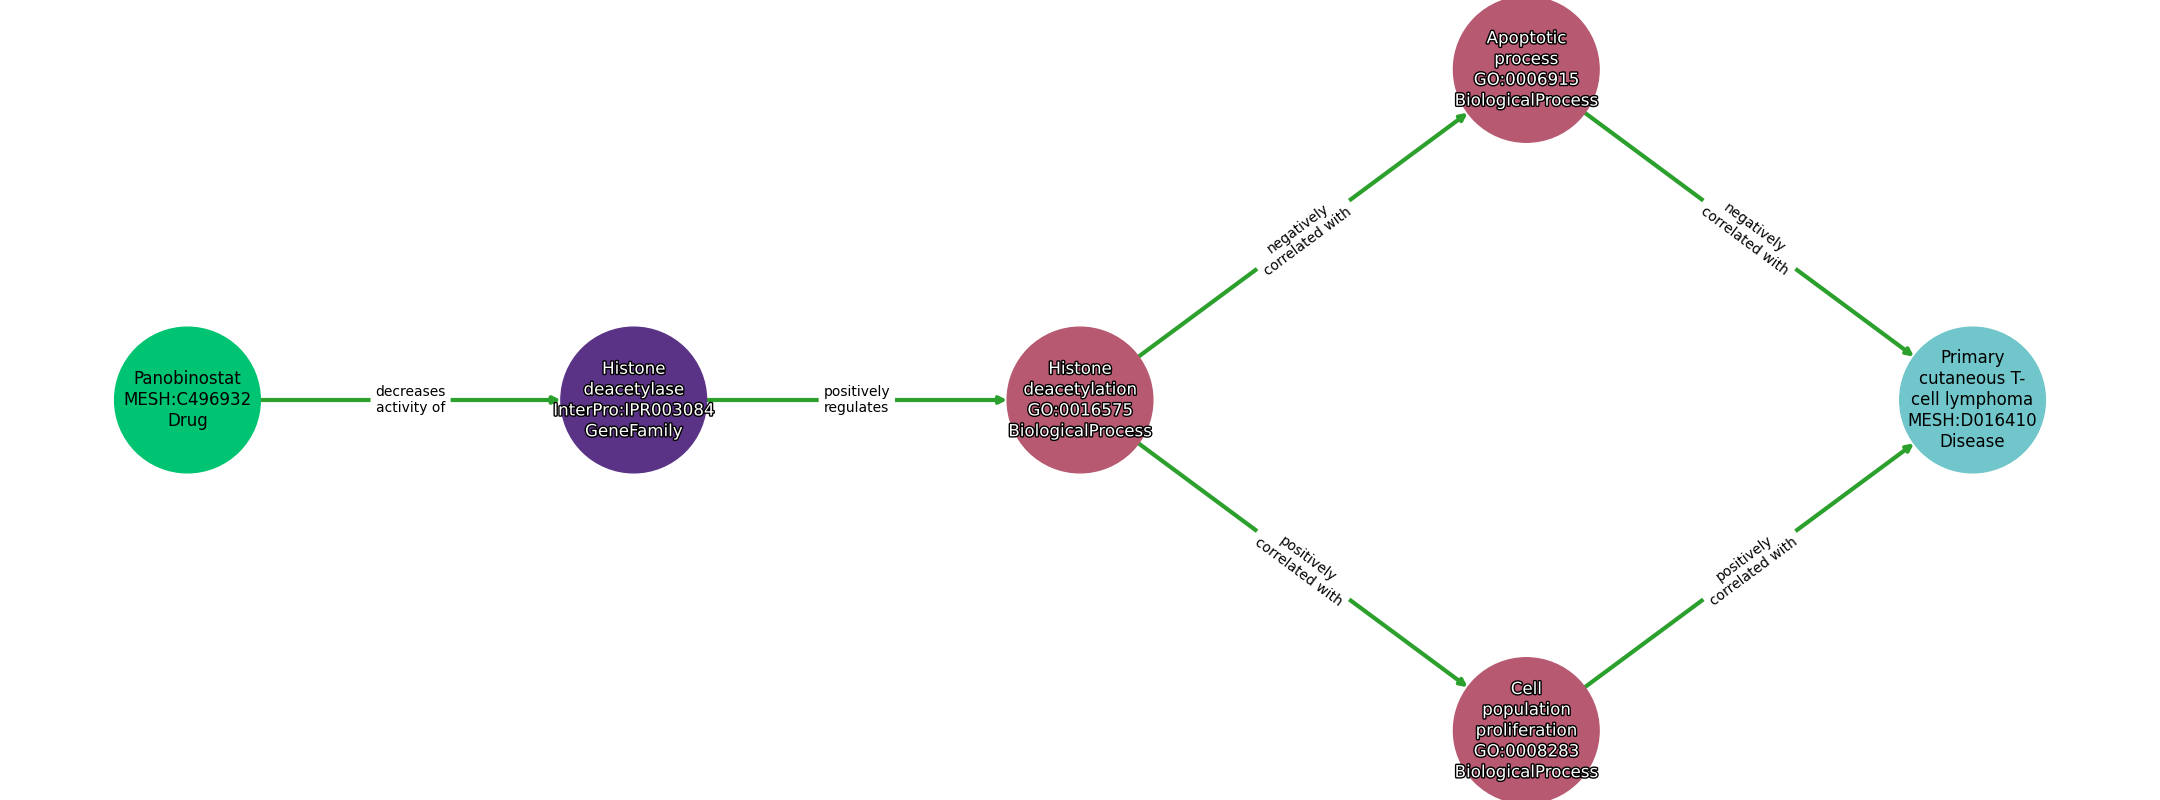 Panobinostat
MESH:C496932
Drug
decreases
activity of
Histone
deacetylase
InterPro:IPR003084
GeneFamily
positively
regulates
Histone
deacetylation
GO:0016575
BiologicalProcess
negatively
correlated with
Apoptotic
process
GO:0006915
BiologicalProcess
negatively
correlated with
positively
correlated with
Cell
population
proliferation
GO:0008283
BiologicalProcess
positively
correlated with
Primary
cutaneous T-
cell lymphoma
MESH:D016410
Disease